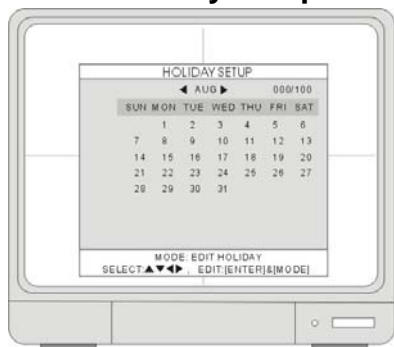 HOLIDAY SETUP
◀ AUG ▶ 000/100
SUN MON TUE WED THU FRI SAT
1 2 3 4 5 6
7 8 9 10 11 12 13
14 15 16 17 18 19 20
21 22 23 24 25 26 27
28 29 30 31
MODE: EDIT HOLIDAY
SELECT:▲▼◀▶ , EDIT:[ENTER]&[MODE]